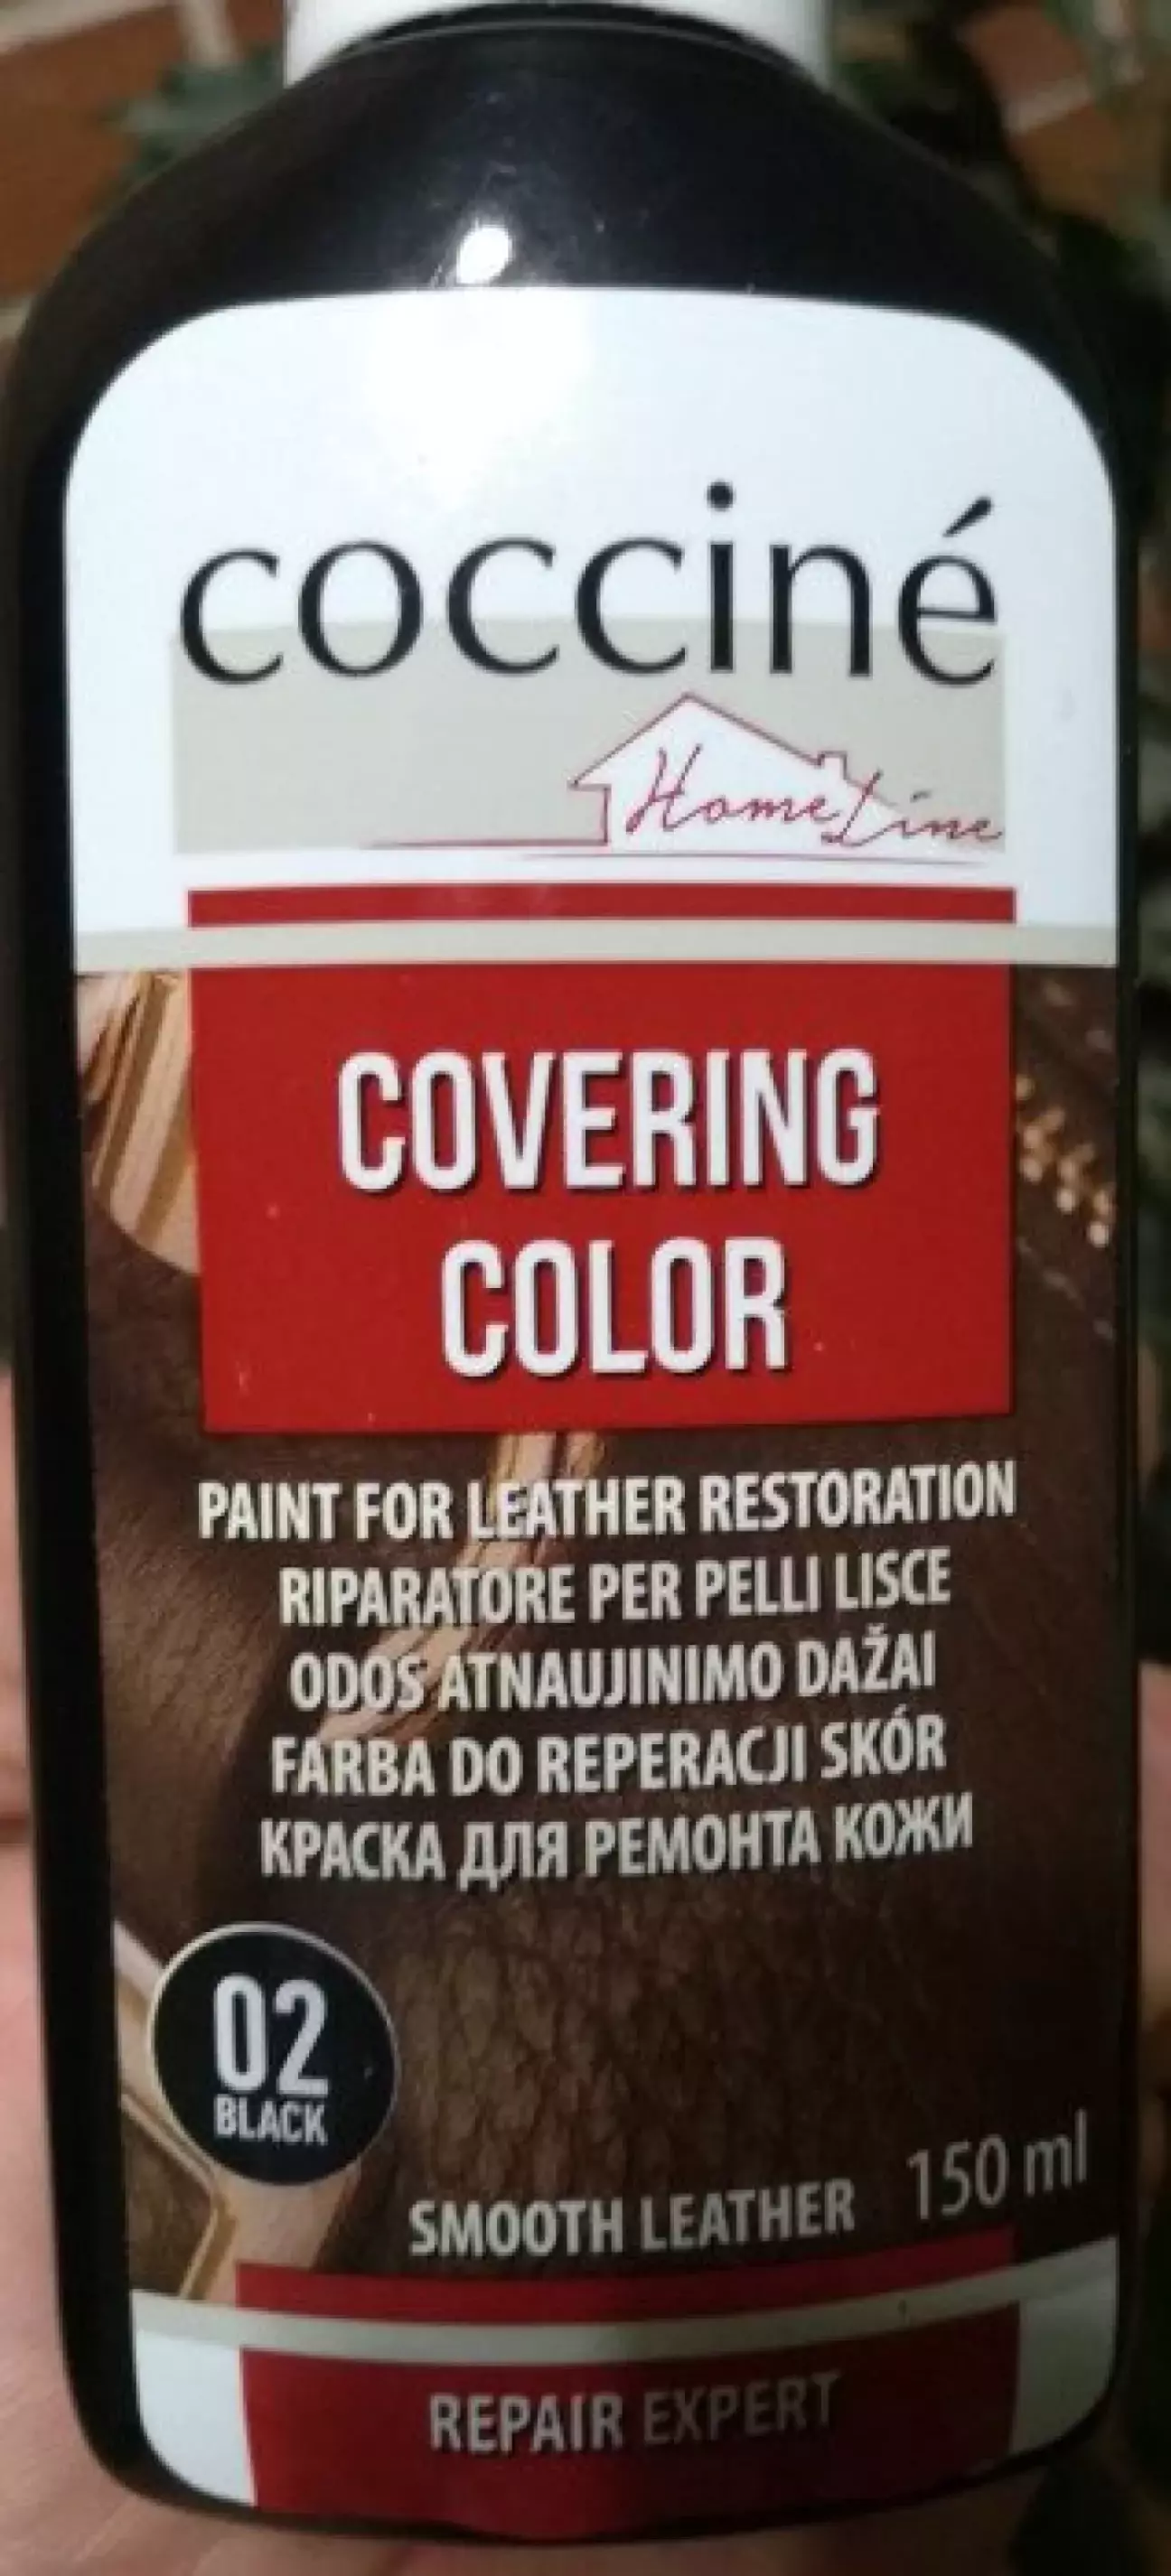 cocciné
Home Line
COVERING
COLOR
PAINT FOR LEATHER RESTORATION
RIPARATORE PER PELLI LISCE
ODOS ATNAUJINIMO DAŽAI
FARBA DO REPERACJI SKÓR
КРАСКА ДЛЯ РЕМОНТА КОЖИ
02
BLACK
SMOOTH LEATHER 150 ml
REPAIR EXPERT